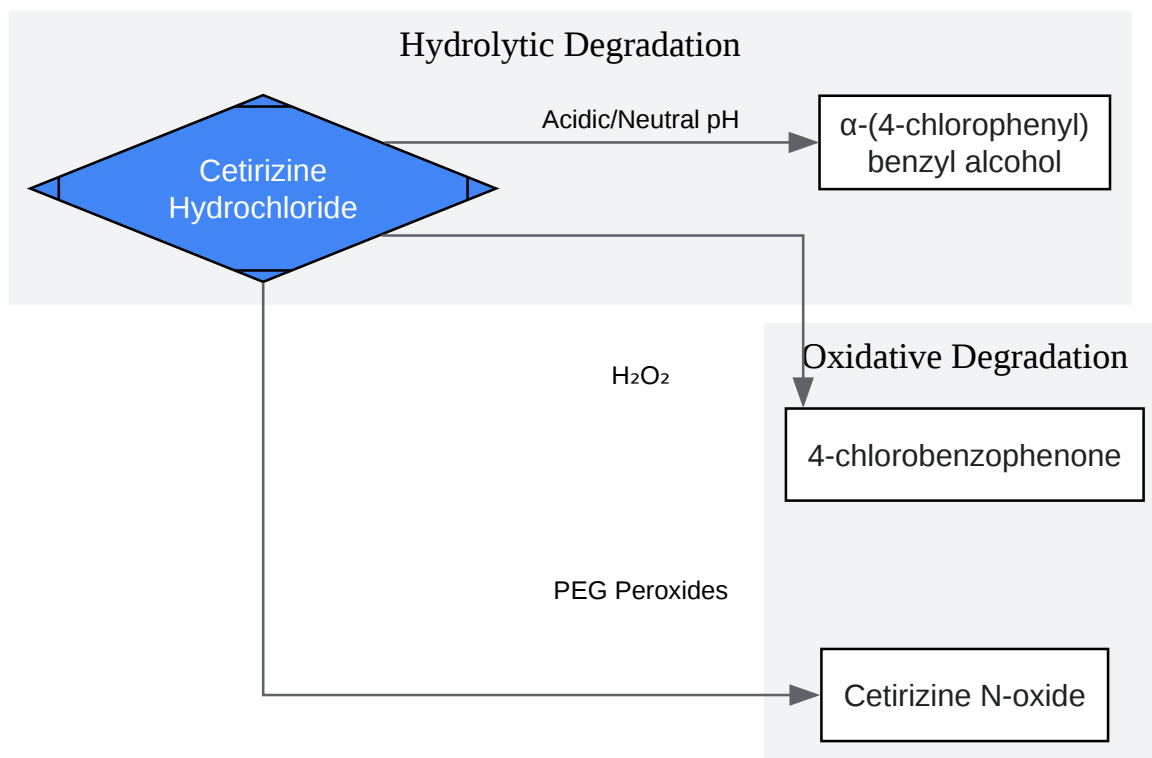 Hydrolytic Degradation
Cetirizine
Hydrochloride
Acidic/Neutral pH
α-(4-chlorophenyl)
benzyl alcohol
Oxidative Degradation
H₂O₂
4-chlorobenzophenone
PEG Peroxides
Cetirizine N-oxide